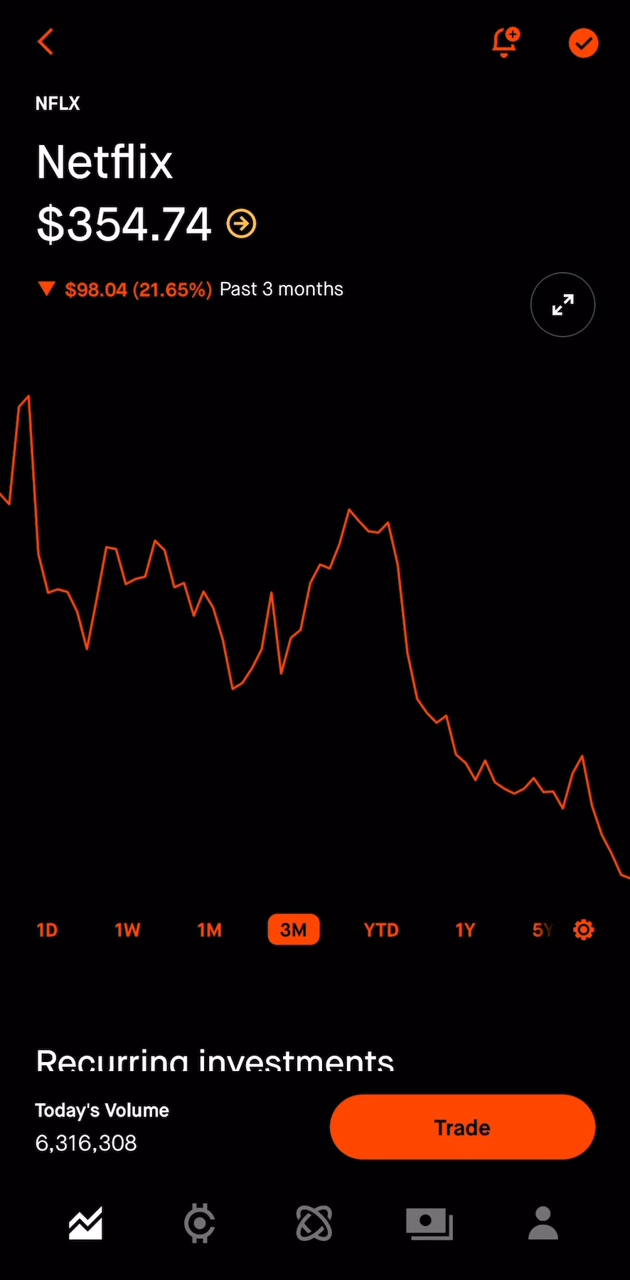 NFLX
Netflix
$354.74
$98.04 (21.65%) Past 3 months
1D 1W 1M 3M YTD 1Y 5Y
Recurring investments
Today's Volume
6,316,308
Trade